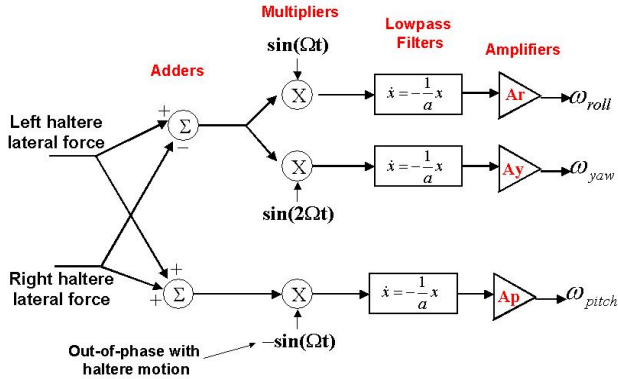 Multipliers
sin(Ωt)
Lowpass
Filters
Amplifiers
Adders
Left haltere
lateral force
+
−
Σ
X
ẋ = −1/a x
Ar
ω_roll
X
sin(2Ωt)
ẋ = −1/a x
Ay
ω_yaw
Right haltere
lateral force
+
+
Σ
X
−sin(Ωt)
ẋ = −1/a x
Ap
ω_pitch
Out-of-phase with
haltere motion